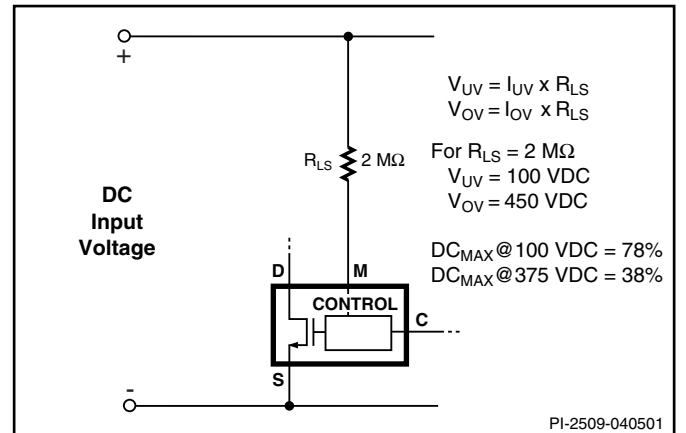 +
V_UV = I_UV x R_LS
V_OV = I_OV x R_LS
R_LS 2 MΩ
For R_LS = 2 MΩ
V_UV = 100 VDC
V_OV = 450 VDC
DC
Input
Voltage
DC_MAX@100 VDC = 78%
DC_MAX@375 VDC = 38%
D
M
CONTROL
C
S
-
PI-2509-040501